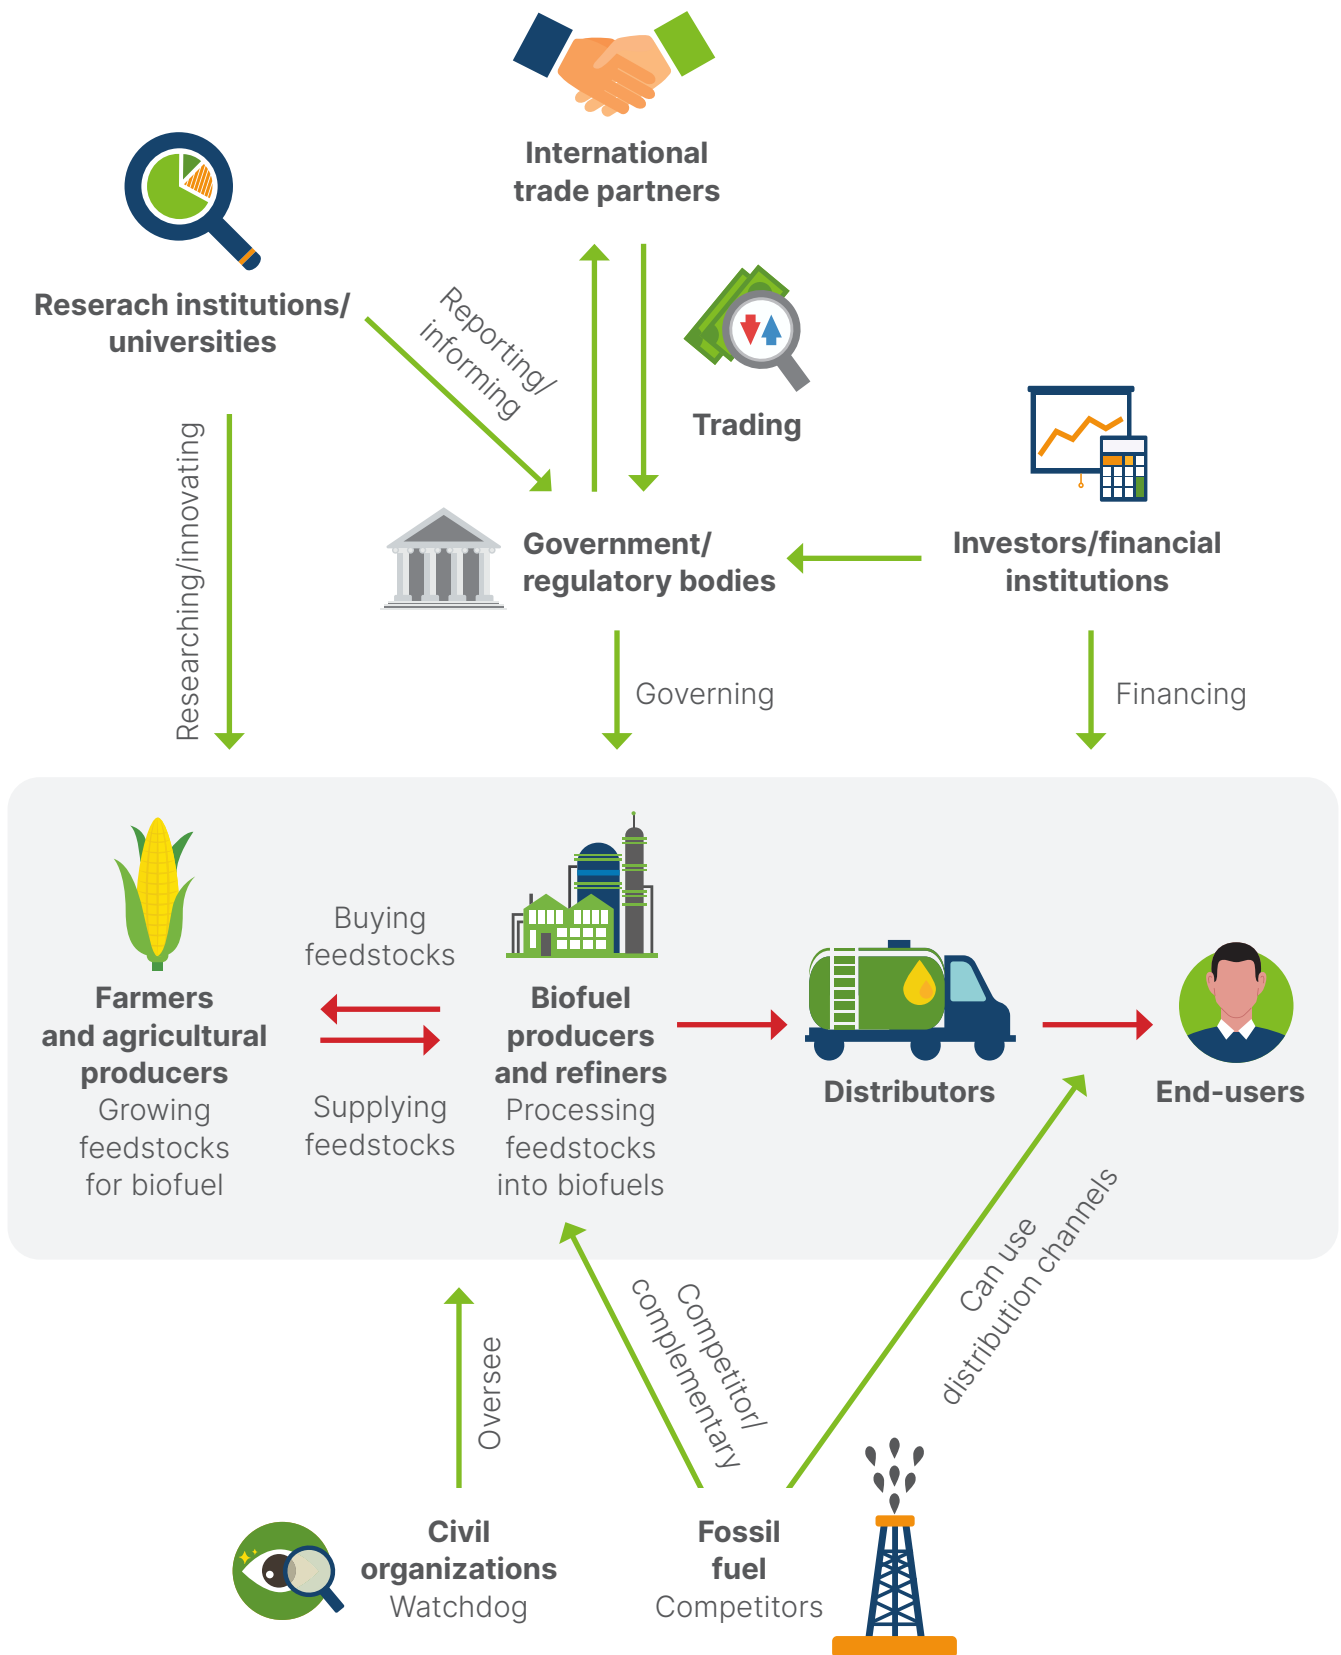 International
trade partners
Reserach institutions/
universities
Reporting/
informing
Trading
Researching/innovating
Government/
regulatory bodies
Investors/financial
institutions
Governing
Financing
Buying
feedstocks
Farmers
and agricultural
producers
Growing
feedstocks
for biofuel
Supplying
feedstocks
Biofuel
producers
and refiners
Processing
feedstocks
into biofuels
Distributors
End-users
Oversee
Competitor/
complementary
Can use
distribution channels
Civil
organizations
Watchdog
Fossil
fuel
Competitors